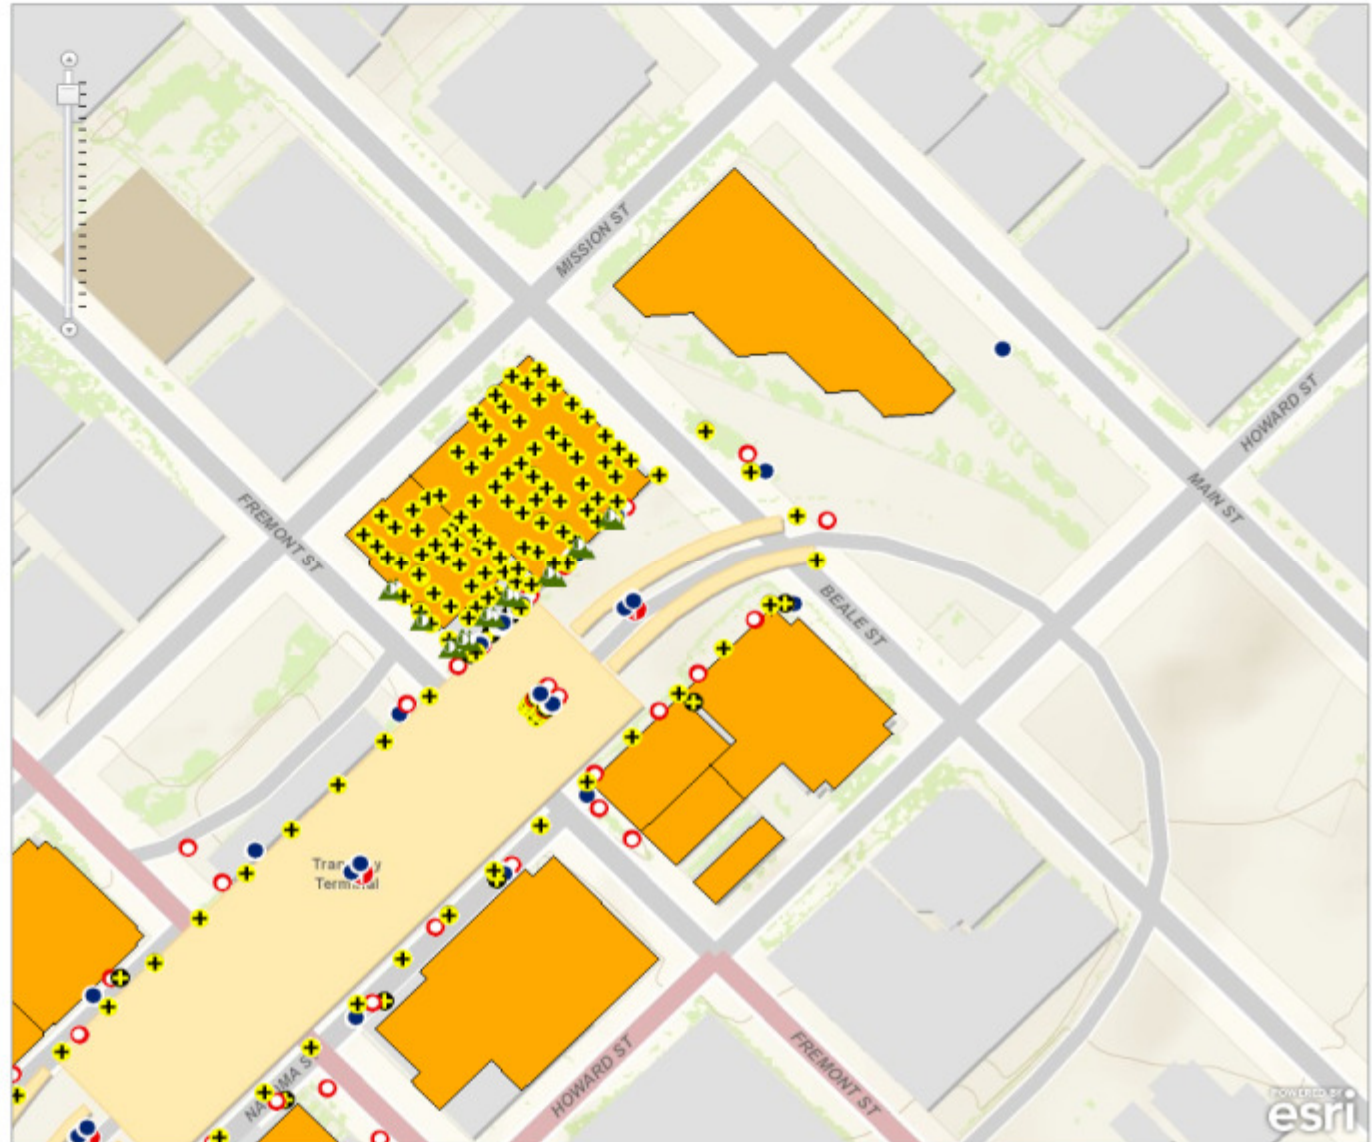 MISSION ST
HOWARD ST
FREMONT ST
MAIN ST
BEALE ST
Terminal
HOWARD ST
FREMONT ST
POWERED BY
esri